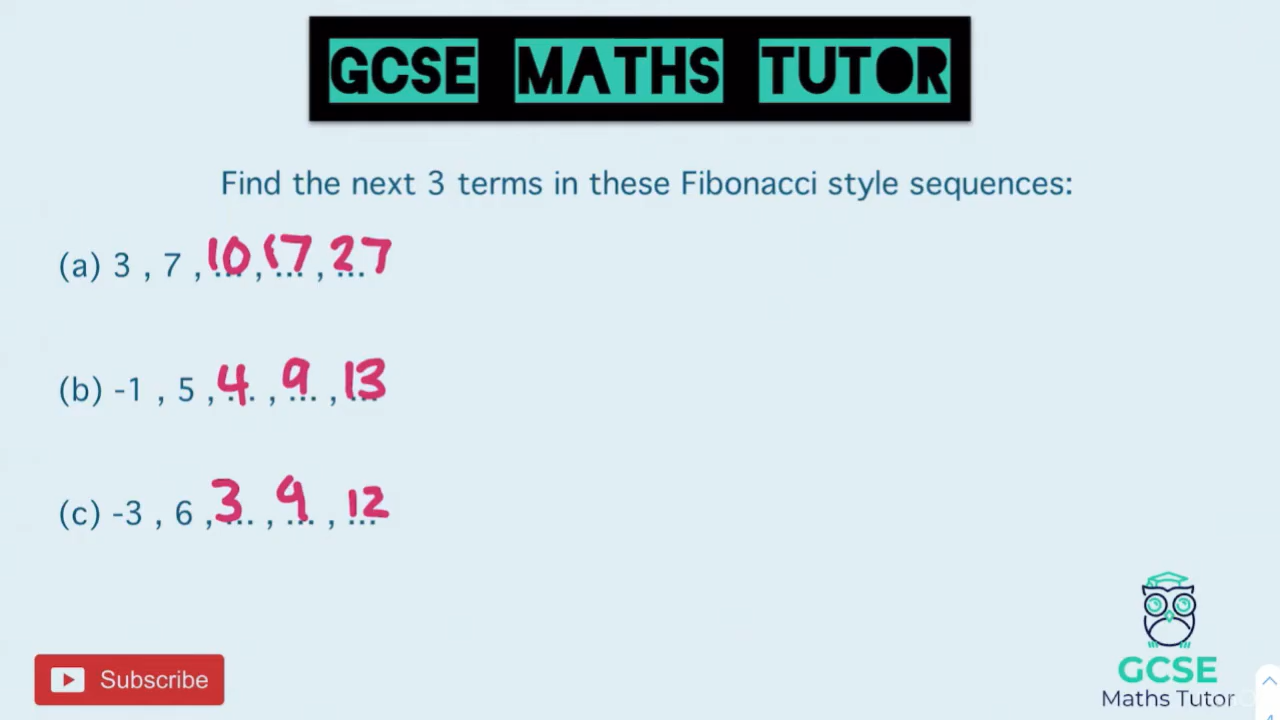 GCSE MATHS TUTOR
Find the next 3 terms in these Fibonacci style sequences:
(a) 3 , 7 , 10 , 17 , 27
(b) -1 , 5 , 4 , 9 , 13
(c) -3 , 6 , 3 , 9 , 12
Subscribe
GCSE
Maths Tutor